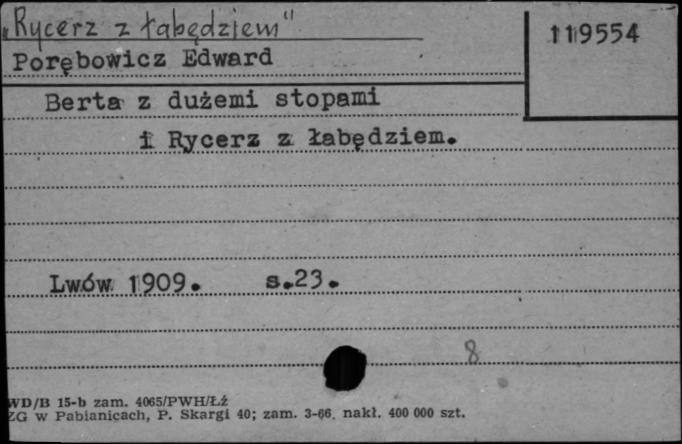 „Rycerz z łabędziem"
119554
Porębowicz Edward
Berta z dużemi stopami
i Rycerz z łabędziem.
Lwów 1909. s.23.
8
WD/B 15-b zam. 4065/PWH/Łź
ZG w Pabianicach, P. Skargi 40; zam. 3-66. nakł. 400 000 szt.